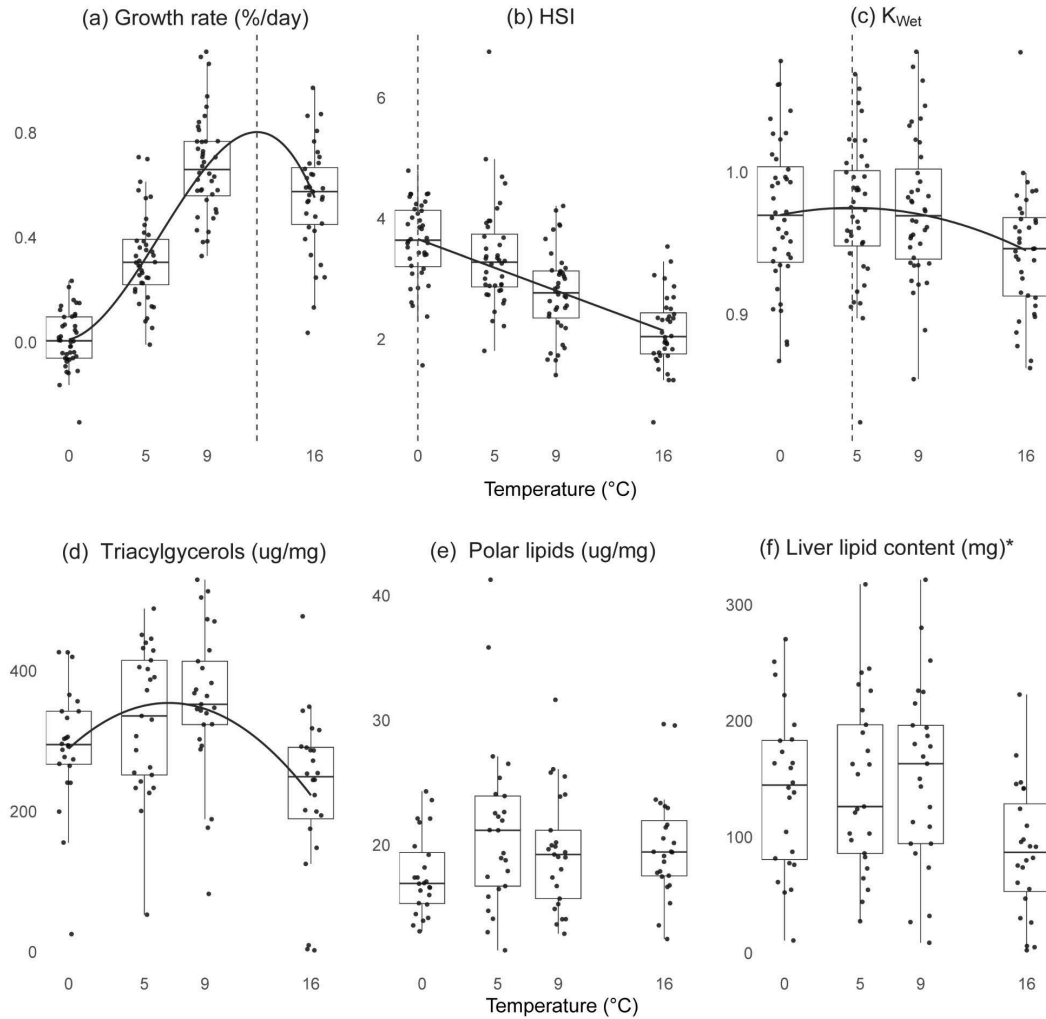 (a) Growth rate (%/day)
(b) HSI
(c) KWet
0.8
0.4
0.0
6
4
2
1.0
0.9
0 5 9 16
0 5 9 16
0 5 9 16
Temperature (°C)
(d) Triacylgycerols (ug/mg)
(e) Polar lipids (ug/mg)
(f) Liver lipid content (mg)*
400
200
0
40
30
20
300
200
100
0
0 5 9 16
0 5 9 16
0 5 9 16
Temperature (°C)